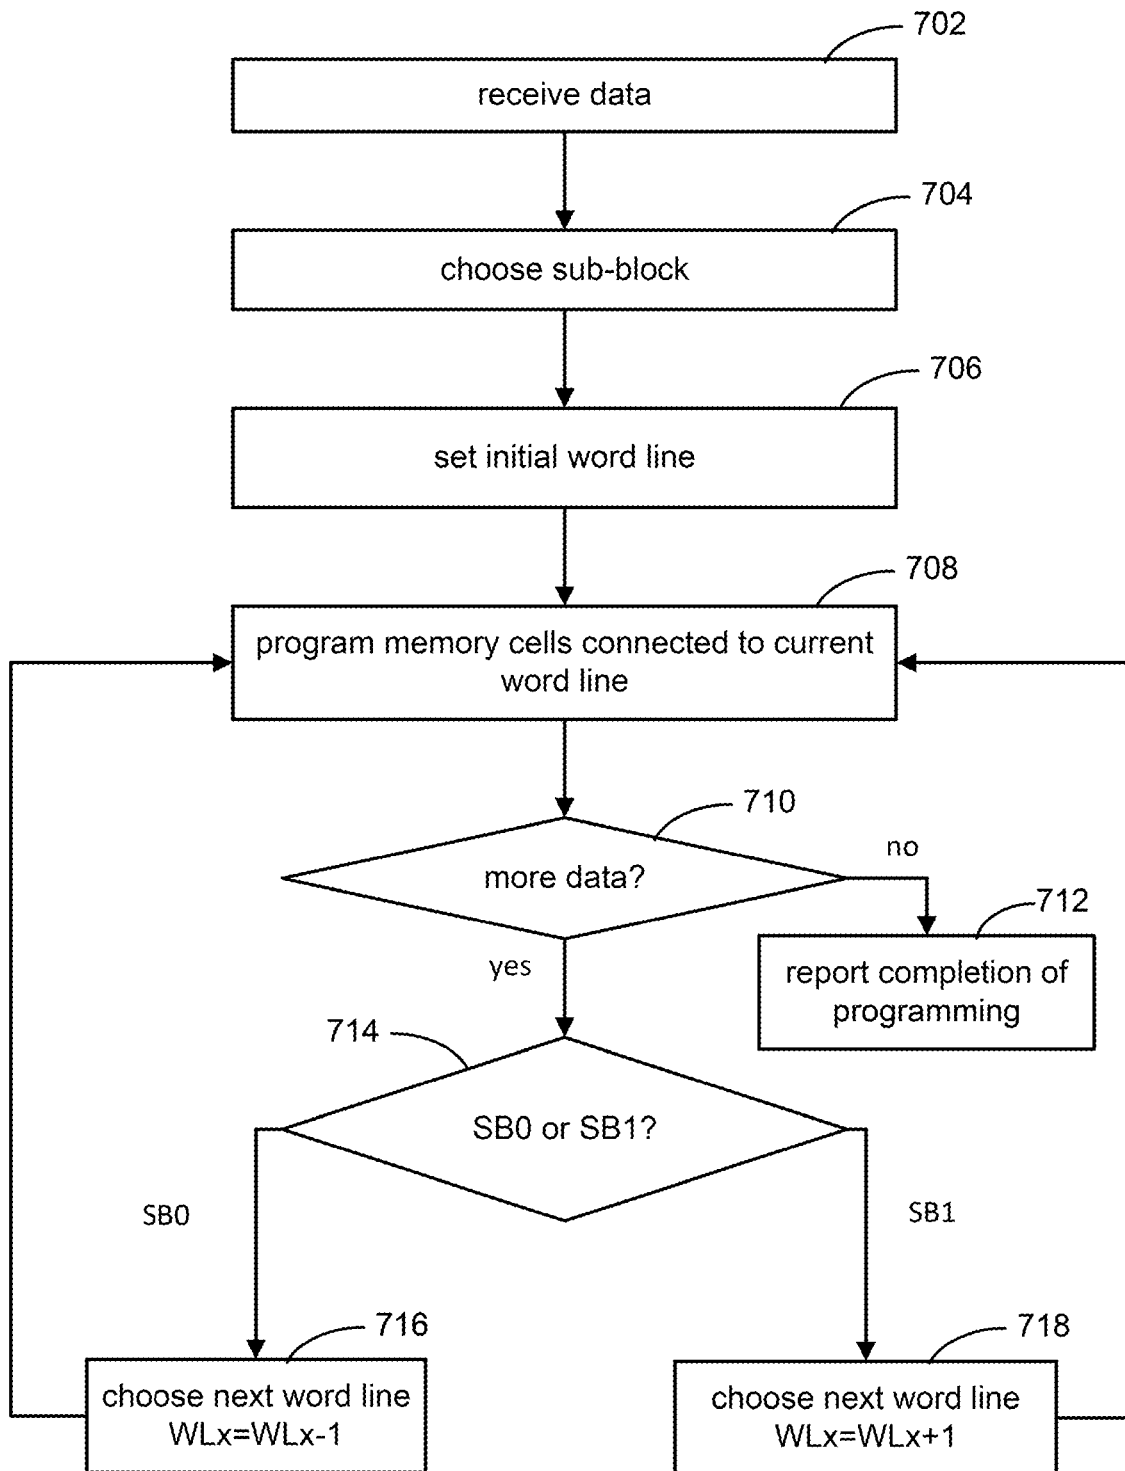 702
receive data
704
choose sub-block
706
set initial word line
708
program memory cells connected to current
word line
710
more data?
no
712
report completion of
programming
yes
714
SB0 or SB1?
SB0
SB1
716
choose next word line
WLx=WLx-1
718
choose next word line
WLx=WLx+1